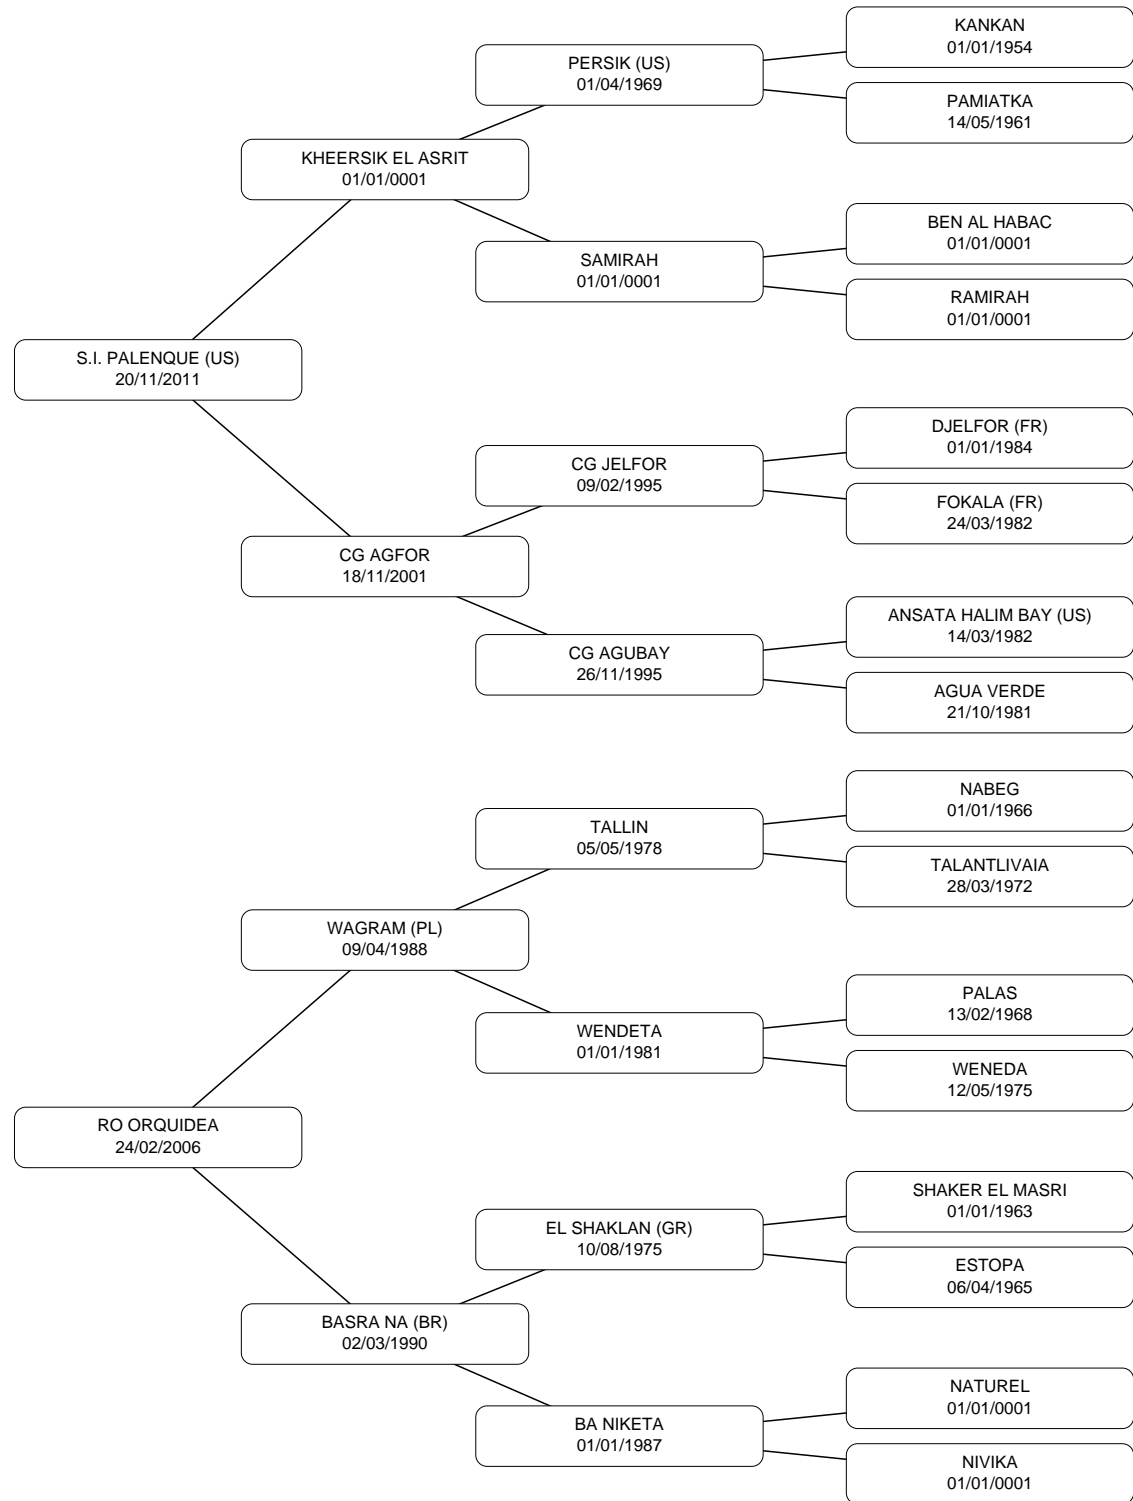 KANKAN
01/01/1954
PERSIK (US)
01/04/1969
PAMIATKA
14/05/1961
KHEERSIK EL ASRIT
01/01/0001
BEN AL HABAC
01/01/0001
SAMIRAH
01/01/0001
RAMIRAH
01/01/0001
S.I. PALENQUE (US)
20/11/2011
DJELFOR (FR)
01/01/1984
CG JELFOR
09/02/1995
FOKALA (FR)
24/03/1982
CG AGFOR
18/11/2001
ANSATA HALIM BAY (US)
14/03/1982
CG AGUBAY
26/11/1995
AGUA VERDE
21/10/1981
NABEG
01/01/1966
TALLIN
05/05/1978
TALANTLIVAIA
28/03/1972
WAGRAM (PL)
09/04/1988
PALAS
13/02/1968
WENDETA
01/01/1981
WENEDA
12/05/1975
RO ORQUIDEA
24/02/2006
SHAKER EL MASRI
01/01/1963
EL SHAKLAN (GR)
10/08/1975
ESTOPA
06/04/1965
BASRA NA (BR)
02/03/1990
NATUREL
01/01/0001
BA NIKETA
01/01/1987
NIVIKA
01/01/0001